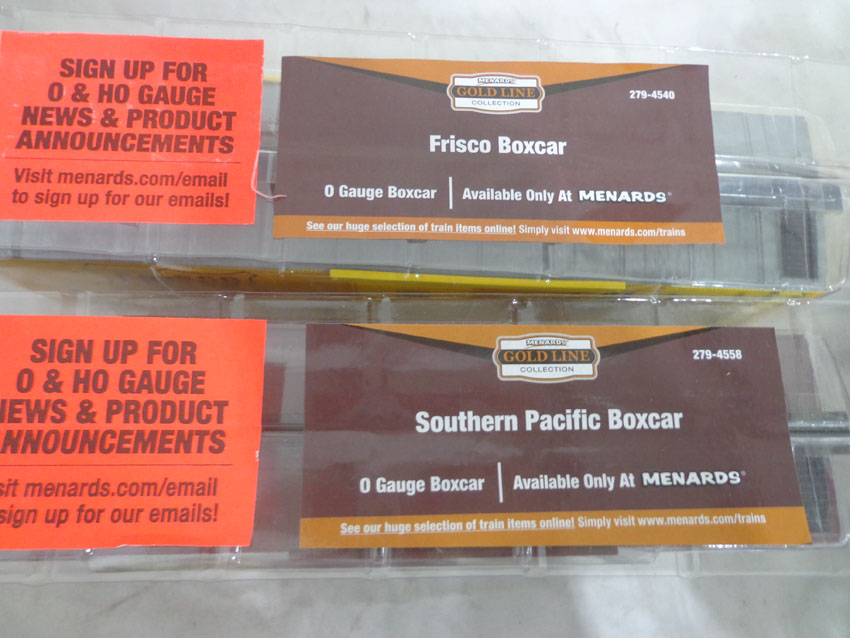 SIGN UP FOR
O & HO GAUGE
NEWS & PRODUCT
ANNOUNCEMENTS
Visit menards.com/email
to sign up for our emails!
MENARDS
GOLD LINE
COLLECTION
279-4540
Frisco Boxcar
O Gauge Boxcar | Available Only At MENARDS®
See our huge selection of train items online! Simply visit www.menards.com/trains
SIGN UP FOR
O & HO GAUGE
EWS & PRODUCT
NNOUNCEMENTS
sit menards.com/email
sign up for our emails!
MENARDS
GOLD LINE
COLLECTION
279-4558
Southern Pacific Boxcar
O Gauge Boxcar | Available Only At MENARDS®
See our huge selection of train items online! Simply visit www.menards.com/trains